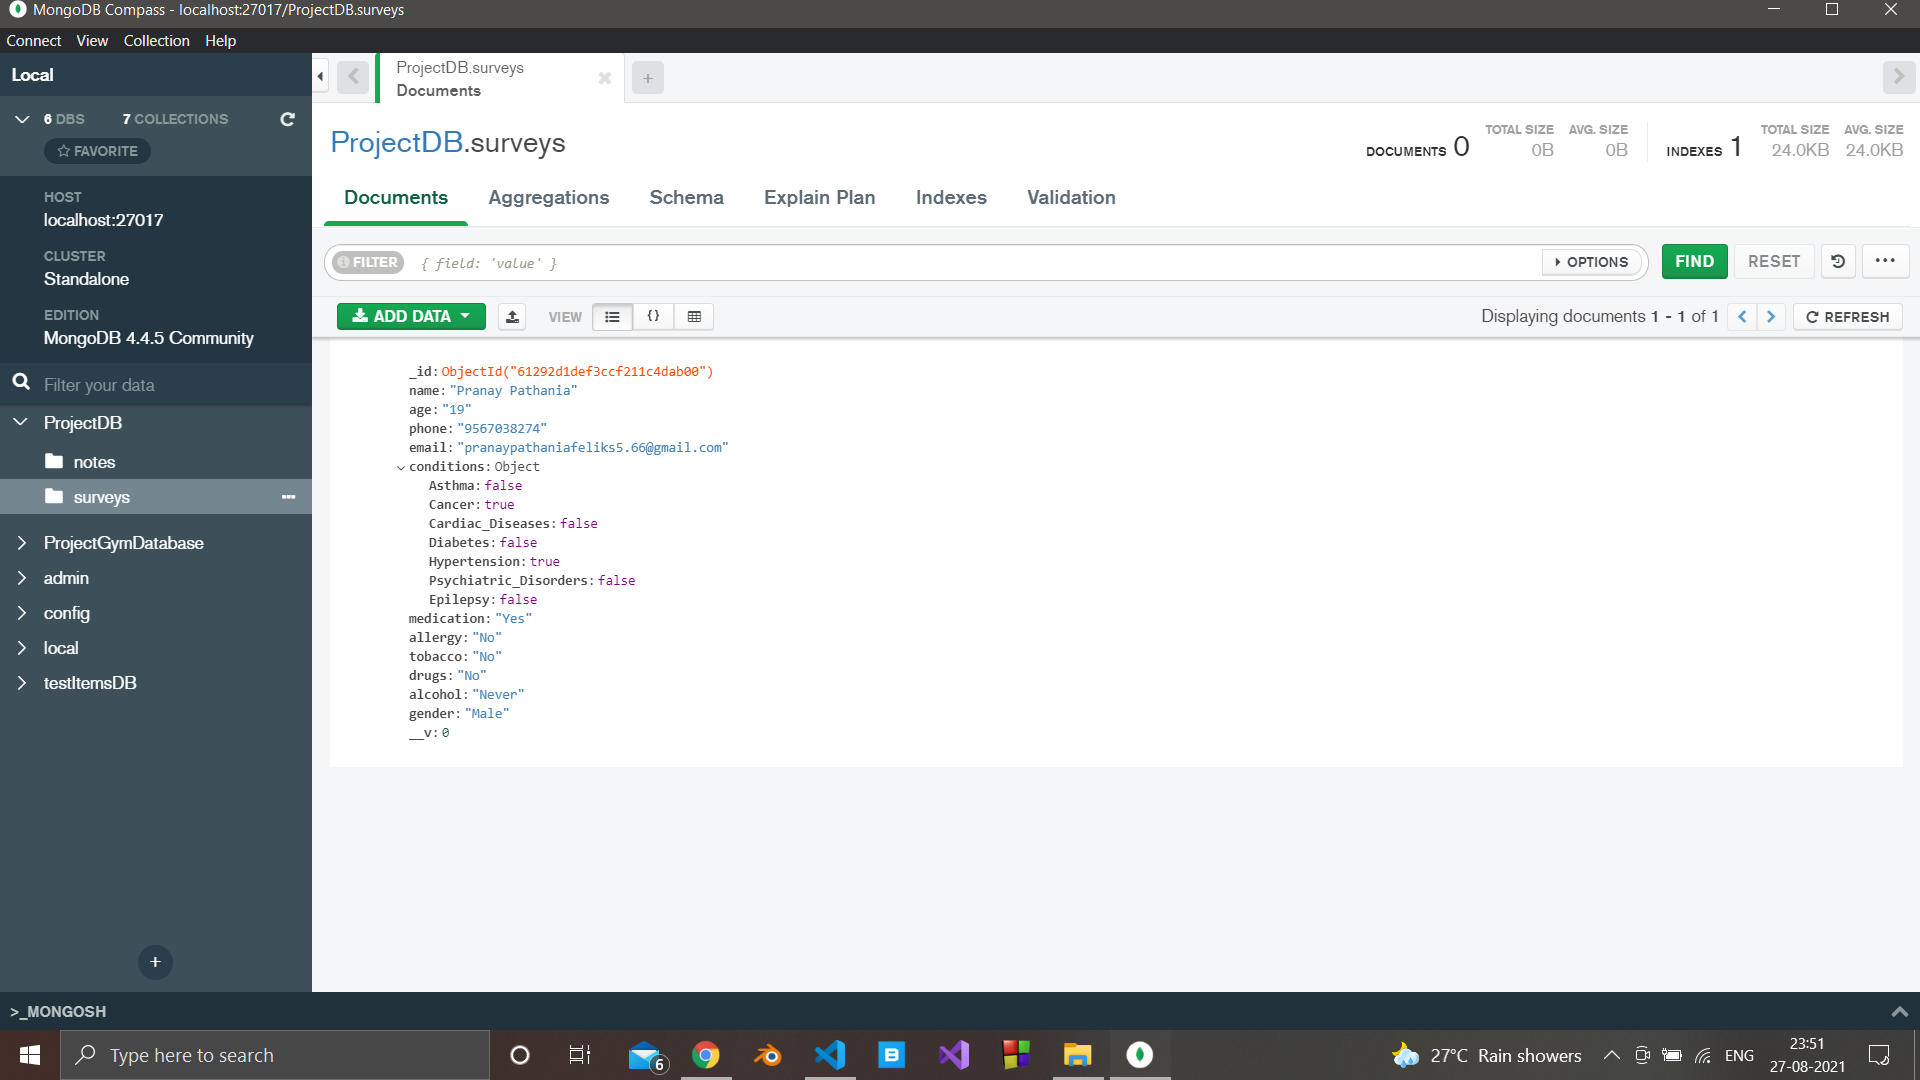 MongoDB Compass - localhost:27017/ProjectDB.surveys
Connect View Collection Help
Local
6 DBS 7 COLLECTIONS
FAVORITE
HOST
localhost:27017
CLUSTER
Standalone
EDITION
MongoDB 4.4.5 Community
Filter your data
ProjectDB
notes
surveys
ProjectGymDatabase
admin
config
local
testItemsDB
ProjectDB.surveys
Documents
ProjectDB.surveys
DOCUMENTS 0 TOTAL SIZE 0B AVG. SIZE 0B INDEXES 1 TOTAL SIZE 24.0KB AVG. SIZE 24.0KB
Documents Aggregations Schema Explain Plan Indexes Validation
FILTER { field: 'value' } OPTIONS FIND RESET
ADD DATA VIEW {} Displaying documents 1 - 1 of 1 REFRESH
_id: ObjectId("61292d1def3ccf211c4dab00")
name: "Pranay Pathania"
age: "19"
phone: "9567038274"
email: "pranaypathaniafeliks5.66@gmail.com"
conditions: Object
Asthma: false
Cancer: true
Cardiac_Diseases: false
Diabetes: false
Hypertension: true
Psychiatric_Disorders: false
Epilepsy: false
medication: "Yes"
allergy: "No"
tobacco: "No"
drugs: "No"
alcohol: "Never"
gender: "Male"
__v: 0
>_MONGOSH
Type here to search
6
27°C Rain showers
ENG
23:51
27-08-2021